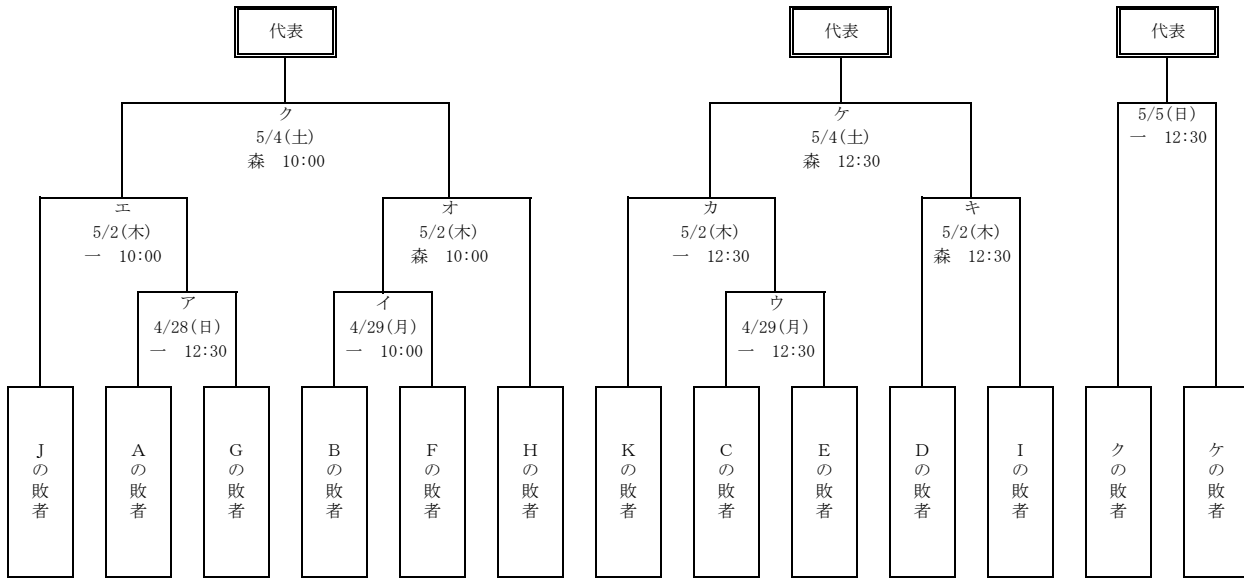 代表
代表
代表
ク
5/4(土)
森 10:00
ケ
5/4(土)
森 12:30
5/5(日)
一 12:30
エ
5/2(木)
一 10:00
オ
5/2(木)
森 10:00
カ
5/2(木)
一 12:30
キ
5/2(木)
森 12:30
ア
4/28(日)
一 12:30
イ
4/29(月)
一 10:00
ウ
4/29(月)
一 12:30
Jの敗者
Aの敗者
Gの敗者
Bの敗者
Fの敗者
Hの敗者
Kの敗者
Cの敗者
Eの敗者
Dの敗者
Iの敗者
クの敗者
ケの敗者